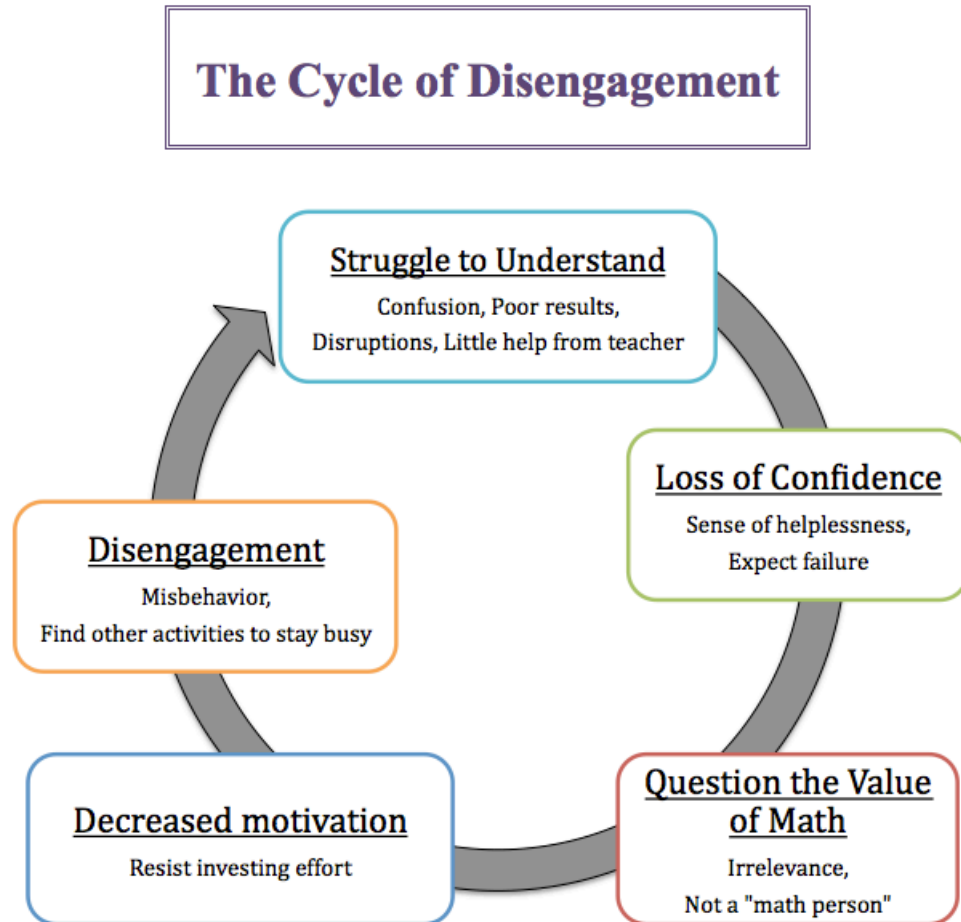 The Cycle of Disengagement
Struggle to Understand
Confusion, Poor results,
Disruptions, Little help from teacher
Loss of Confidence
Sense of helplessness,
Expect failure
Question the Value
of Math
Irrelevance,
Not a "math person"
Decreased motivation
Resist investing effort
Disengagement
Misbehavior,
Find other activities to stay busy